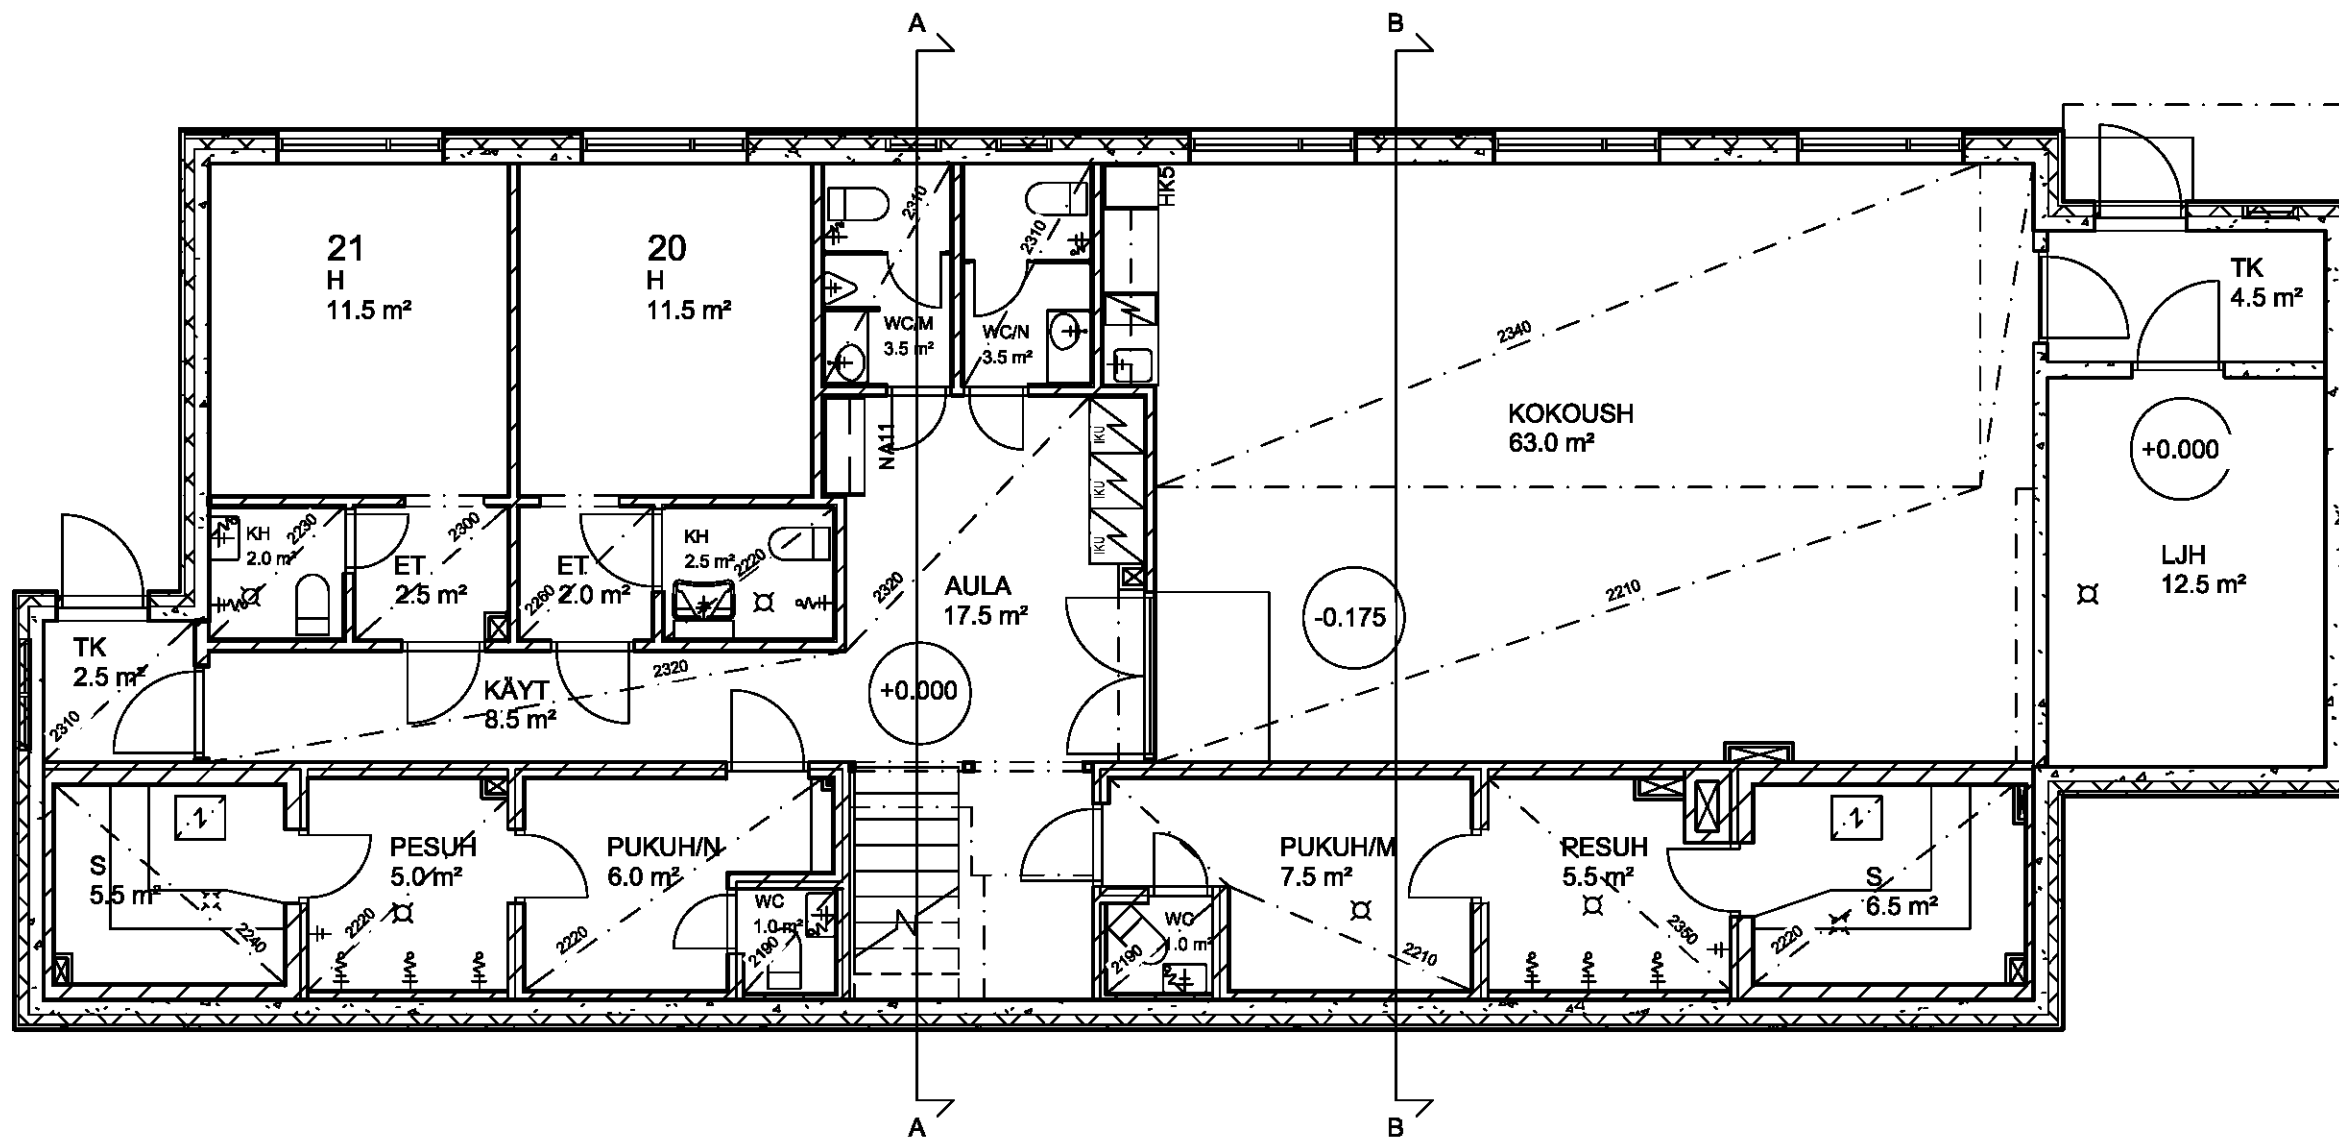 A
B
21
H
11.5 m²
20
H
11.5 m²
2310
WC/M
3.5 m²
2310
WC/N
3.5 m²
HK5
2340
KOKOUSH
63.0 m²
TK
4.5 m²
+0.000
LJH
12.5 m²
NA11
IKU
IKU
IKU
KH
2.0 m²
2230
ET
2.5 m²
2300
ET
2.0 m²
2260
KH
2.5 m²
2220
2320
AULA
17.5 m²
-0.175
2210
TK
2.5 m²
2310
KÄYT
8.5 m²
2320
+0.000
S
5.5 m²
2240
PESUH
5.0 m²
2220
PUKUH/N
6.0 m²
2220
WC
1.0 m²
2190
PUKUH/M
7.5 m²
2210
WC
1.0 m²
2190
RESUH
5.5 m²
2350
S
6.5 m²
2220
A
B